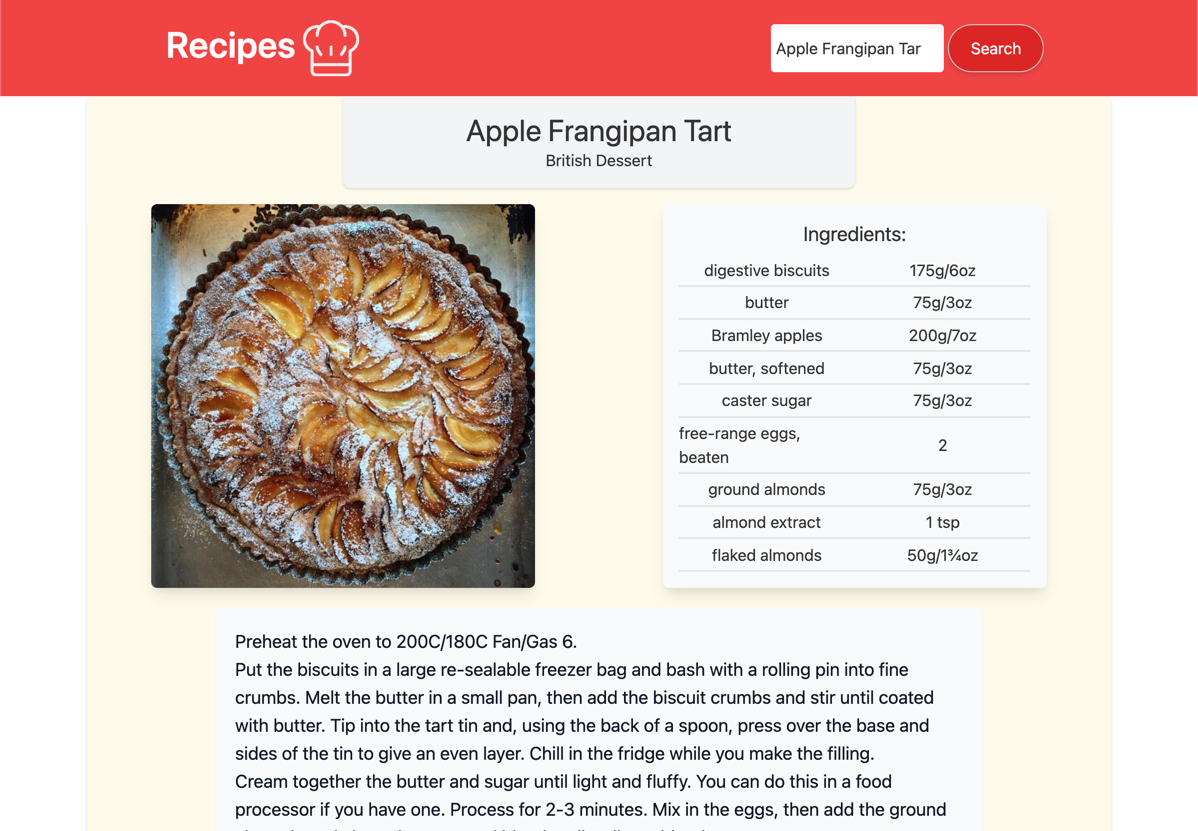 Recipes
Apple Frangipan Tar
Search
Apple Frangipan Tart
British Dessert
Ingredients:
digestive biscuits 175g/6oz
butter 75g/3oz
Bramley apples 200g/7oz
butter, softened 75g/3oz
caster sugar 75g/3oz
free-range eggs,
beaten 2
ground almonds 75g/3oz
almond extract 1 tsp
flaked almonds 50g/1¾oz
Preheat the oven to 200C/180C Fan/Gas 6.
Put the biscuits in a large re-sealable freezer bag and bash with a rolling pin into fine
crumbs. Melt the butter in a small pan, then add the biscuit crumbs and stir until coated
with butter. Tip into the tart tin and, using the back of a spoon, press over the base and
sides of the tin to give an even layer. Chill in the fridge while you make the filling.
Cream together the butter and sugar until light and fluffy. You can do this in a food
processor if you have one. Process for 2-3 minutes. Mix in the eggs, then add the ground